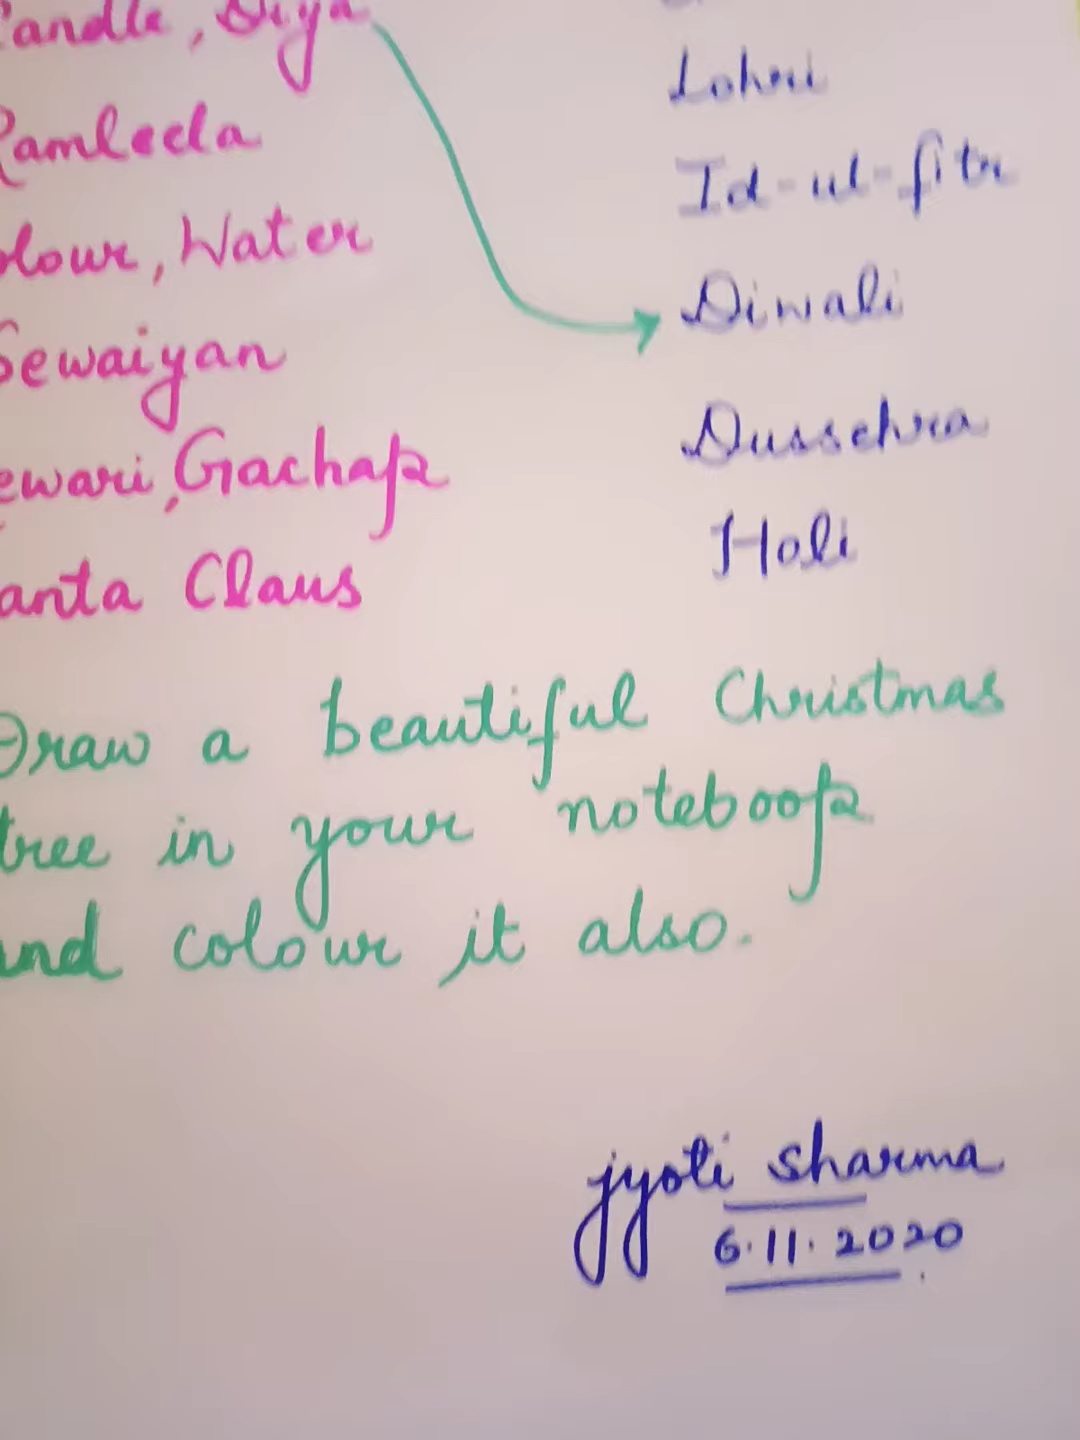 Candle, Diya
Lohri
Ramleela
Id-ul-fitr
Colour, Water
Diwali
Sewaiyan
Dussehra
ewari, Gachak
Holi
Santa Claus
Draw a beautiful Christmas
tree in your notebook
and colour it also.
jyoti sharma
6.11.2020